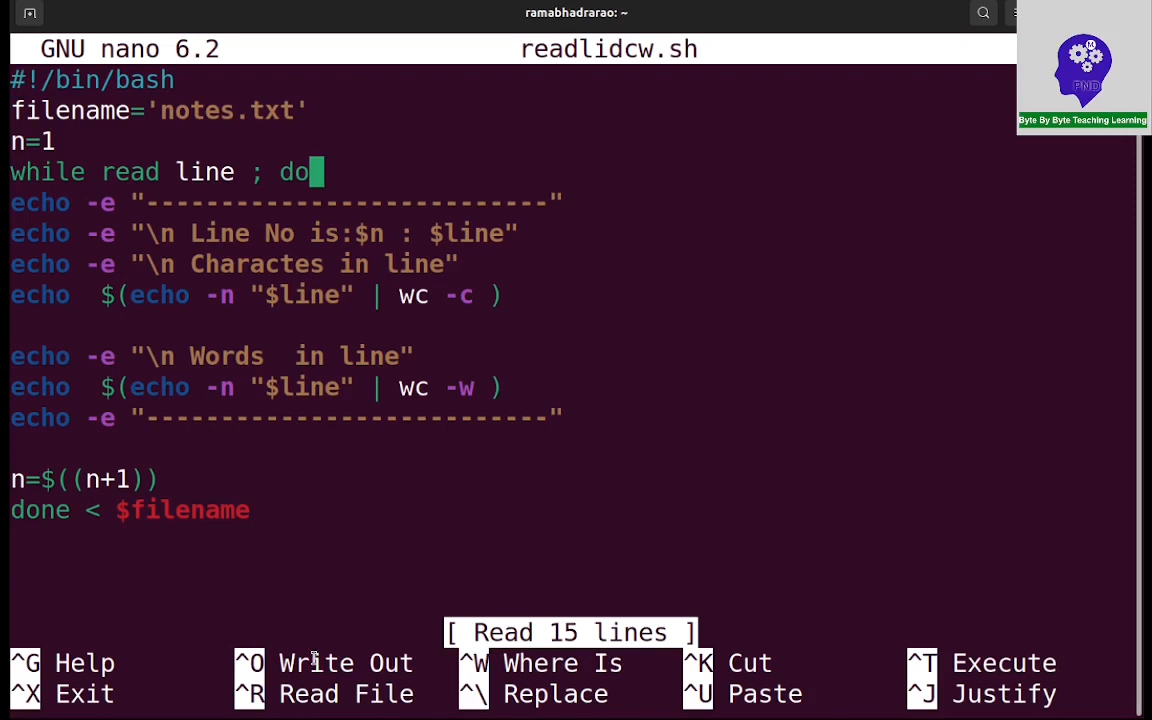 ramabhadrarao: ~
GNU nano 6.2 readlidcw.sh
#!/bin/bash
filename='notes.txt'
n=1
while read line ; do
echo -e "---------------------------"
echo -e "\n Line No is:$n : $line"
echo -e "\n Charactes in line"
echo  $(echo -n "$line" | wc -c )
echo -e "\n Words  in line"
echo  $(echo -n "$line" | wc -w )
echo -e "---------------------------"
n=$((n+1))
done < $filename
[ Read 15 lines ]
^G Help ^O Write Out ^W Where Is ^K Cut ^T Execute
^X Exit ^R Read File ^\ Replace ^U Paste ^J Justify
PND
Byte By Byte Teaching Learning